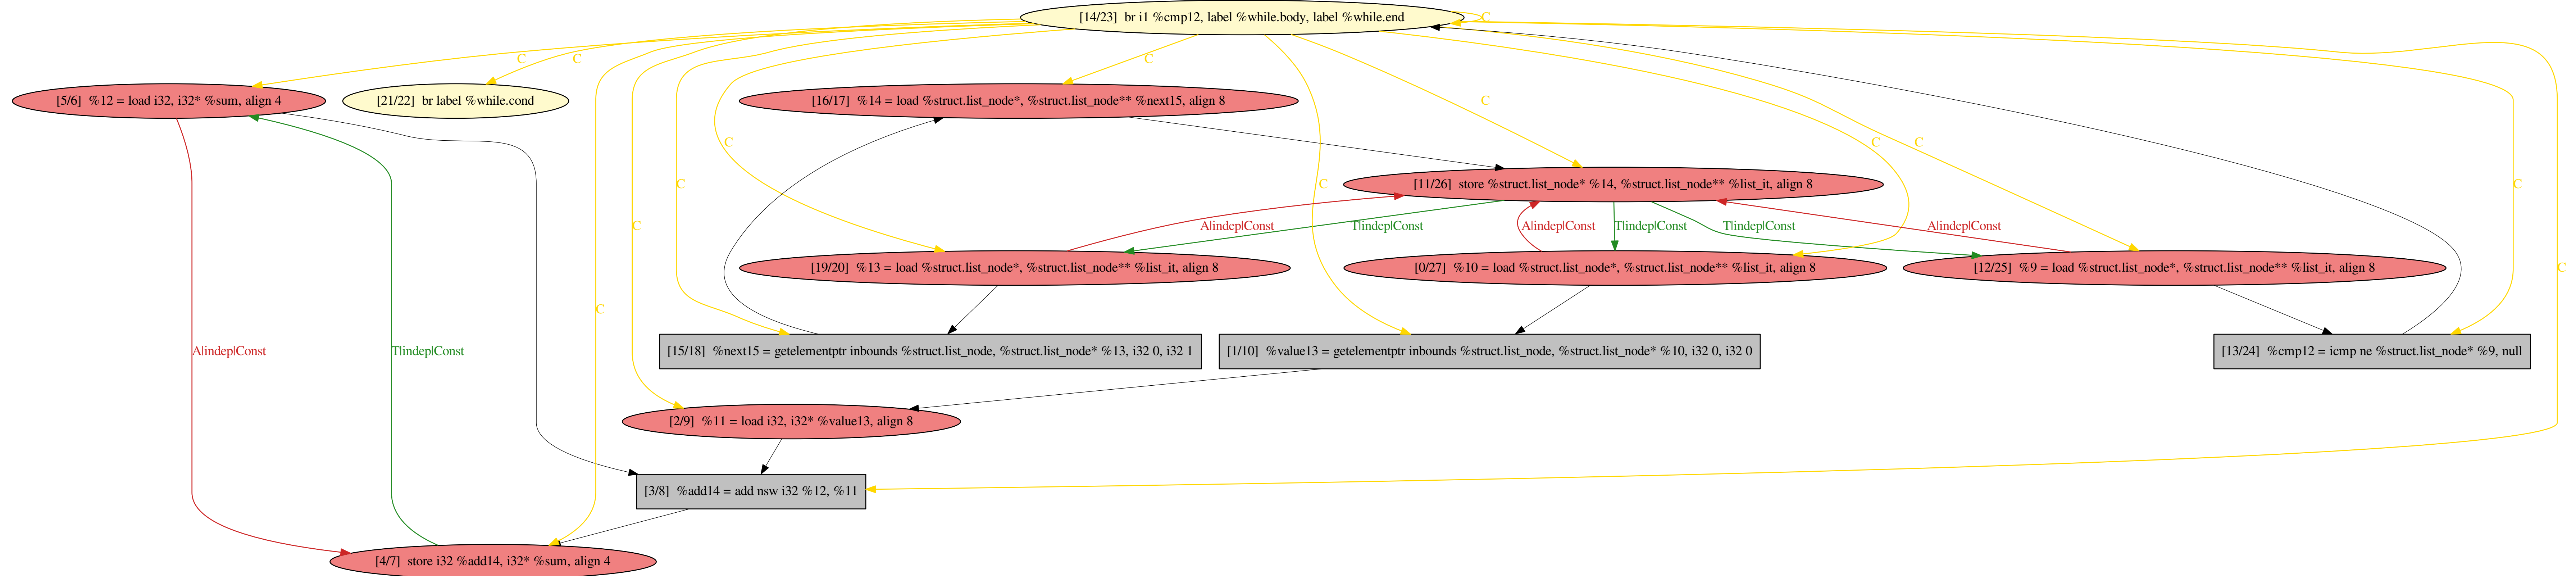 [14/23] br i1 %cmp12, label %while.body, label %while.end
C
C
C
C
[5/6] %12 = load i32, i32* %sum, align 4
[21/22] br label %while.cond
[16/17] %14 = load %struct.list_node*, %struct.list_node** %next15, align 8
C
C
C
C
C
C
C
[11/26] store %struct.list_node* %14, %struct.list_node** %list_it, align 8
C
C
A|indep|Const
T|indep|Const
A|indep|Const
T|indep|Const
T|indep|Const
A|indep|Const
[19/20] %13 = load %struct.list_node*, %struct.list_node** %list_it, align 8
[0/27] %10 = load %struct.list_node*, %struct.list_node** %list_it, align 8
[12/25] %9 = load %struct.list_node*, %struct.list_node** %list_it, align 8
C
C
A|indep|Const
T|indep|Const
[15/18] %next15 = getelementptr inbounds %struct.list_node, %struct.list_node* %13, i32 0, i32 1
[1/10] %value13 = getelementptr inbounds %struct.list_node, %struct.list_node* %10, i32 0, i32 0
[13/24] %cmp12 = icmp ne %struct.list_node* %9, null
[2/9] %11 = load i32, i32* %value13, align 8
[3/8] %add14 = add nsw i32 %12, %11
[4/7] store i32 %add14, i32* %sum, align 4